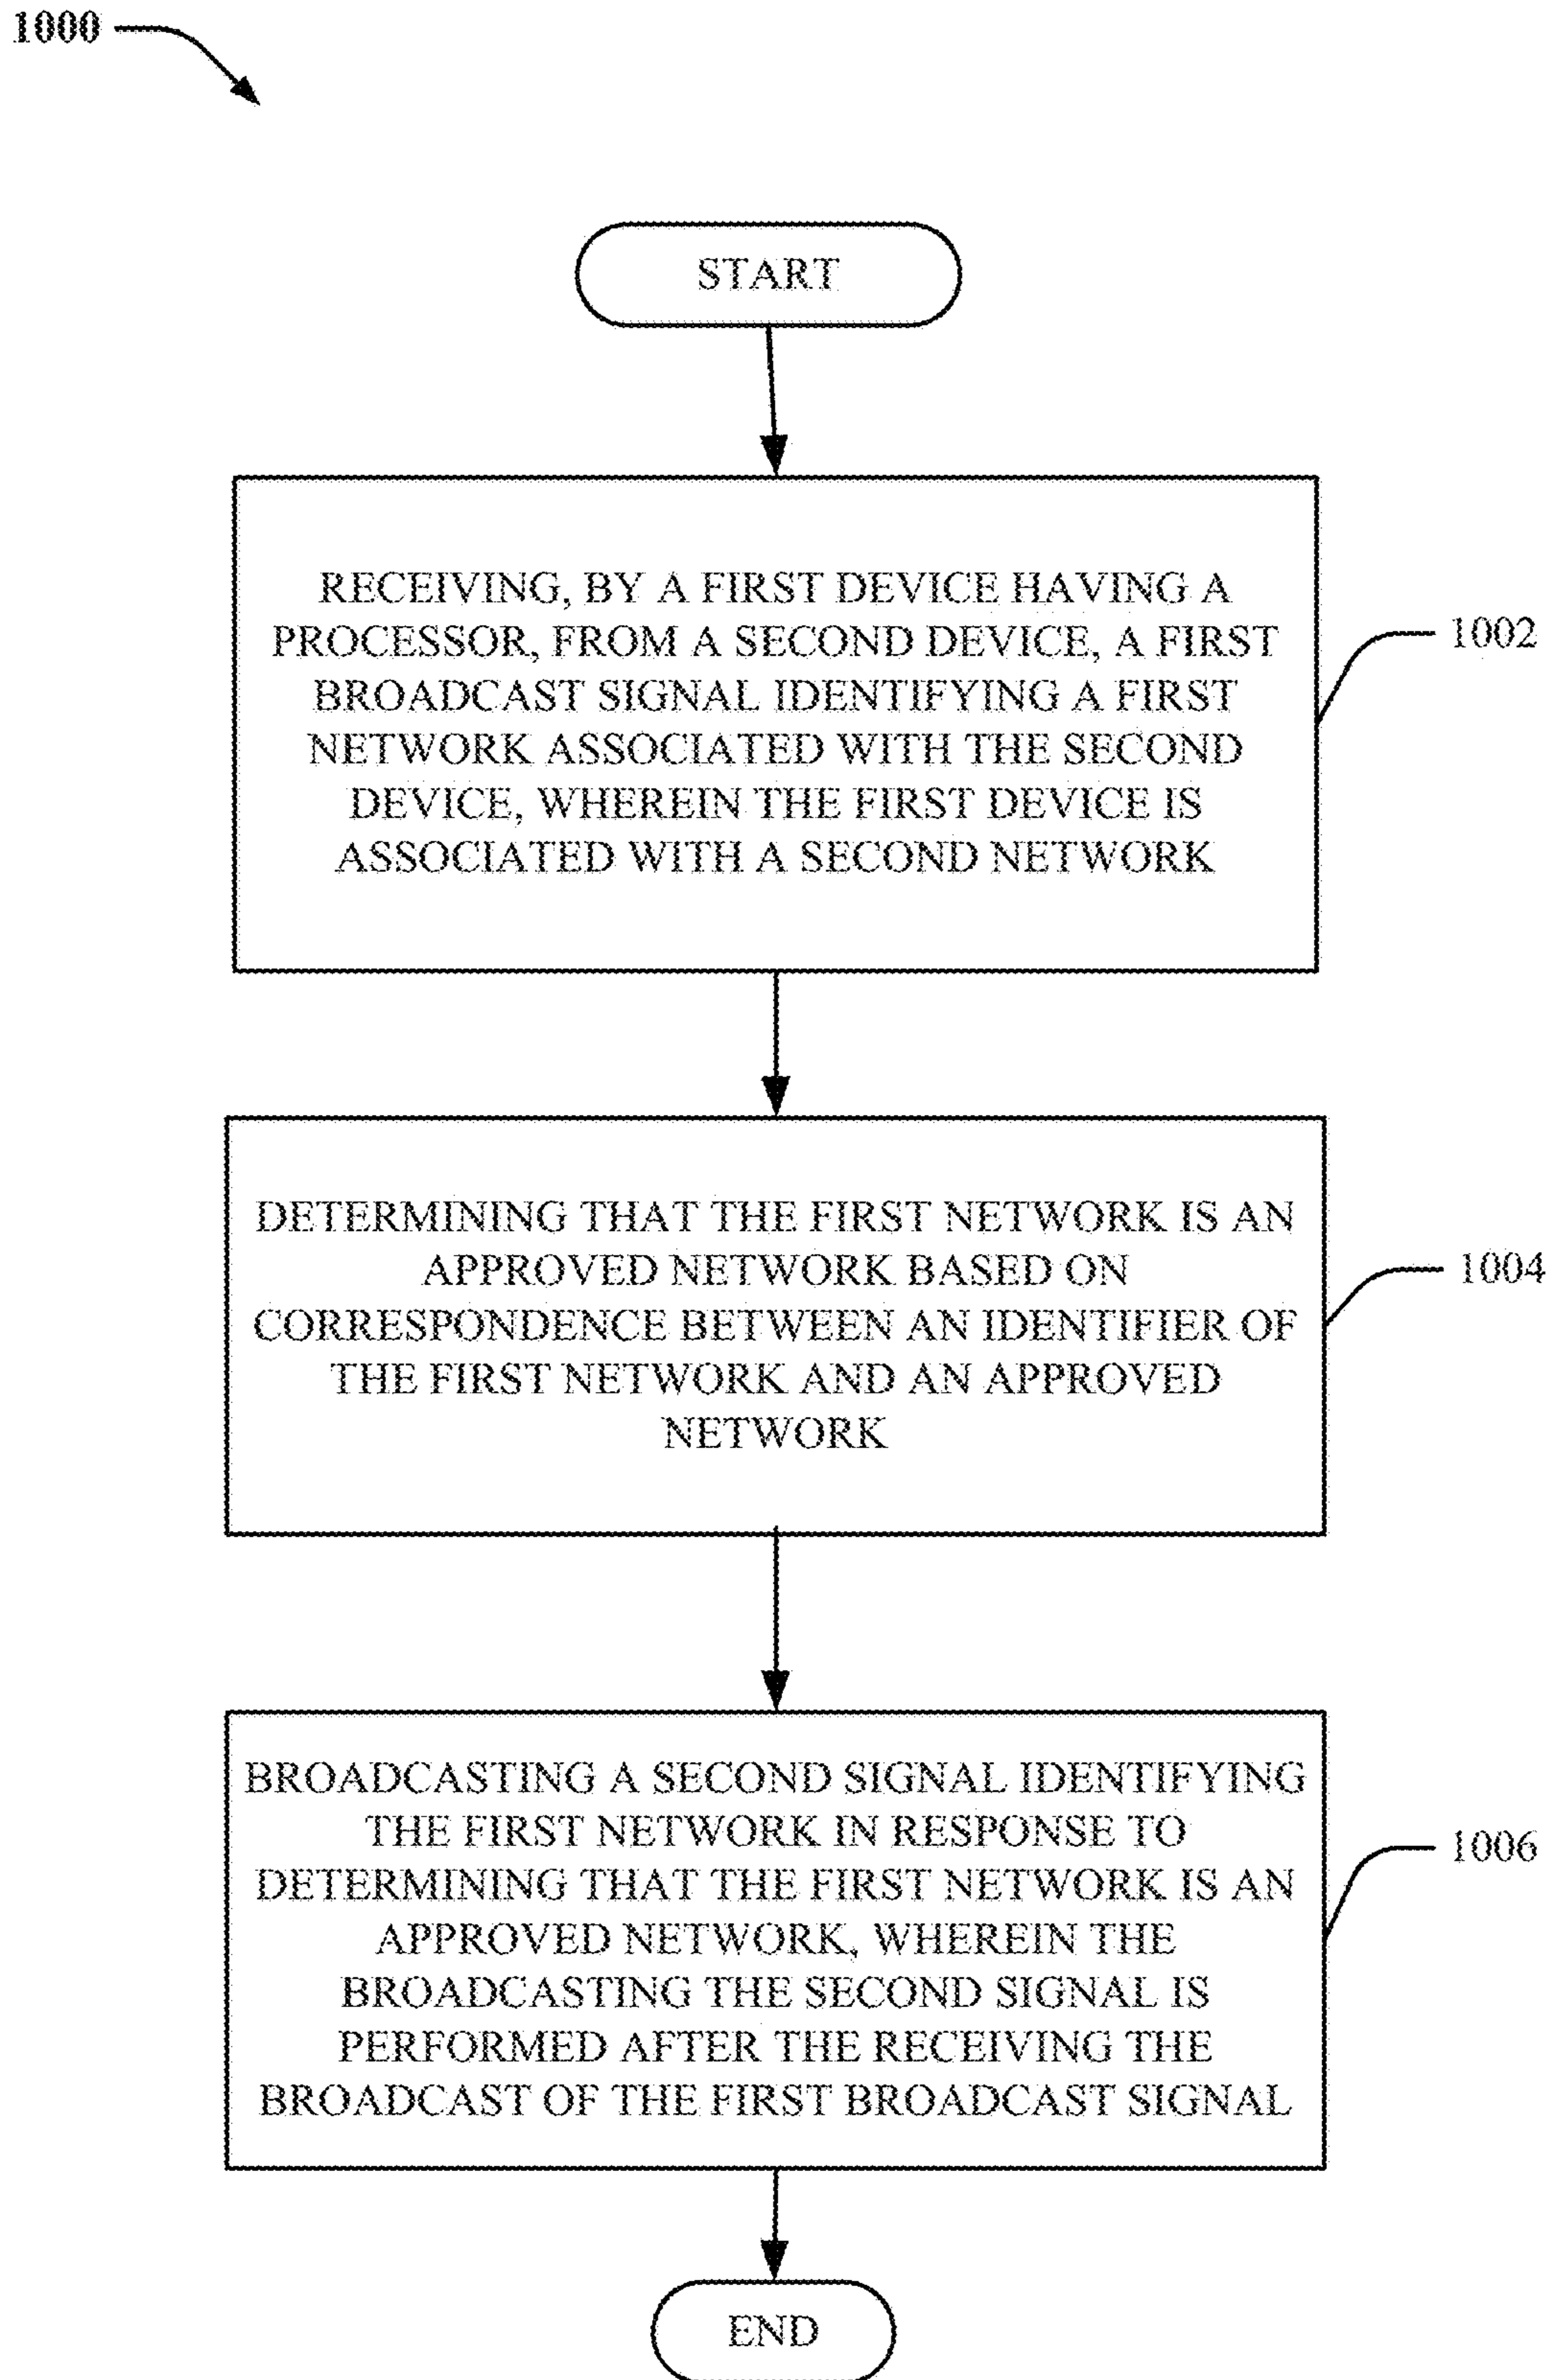 1000
START
RECEIVING, BY A FIRST DEVICE HAVING A
PROCESSOR, FROM A SECOND DEVICE, A FIRST
BROADCAST SIGNAL IDENTIFYING A FIRST
NETWORK ASSOCIATED WITH THE SECOND
DEVICE, WHEREIN THE FIRST DEVICE IS
ASSOCIATED WITH A SECOND NETWORK
1002
DETERMINING THAT THE FIRST NETWORK IS AN
APPROVED NETWORK BASED ON
CORRESPONDENCE BETWEEN AN IDENTIFIER OF
THE FIRST NETWORK AND AN APPROVED
NETWORK
1004
BROADCASTING A SECOND SIGNAL IDENTIFYING
THE FIRST NETWORK IN RESPONSE TO
DETERMINING THAT THE FIRST NETWORK IS AN
APPROVED NETWORK, WHEREIN THE
BROADCASTING THE SECOND SIGNAL IS
PERFORMED AFTER THE RECEIVING THE
BROADCAST OF THE FIRST BROADCAST SIGNAL
1006
END